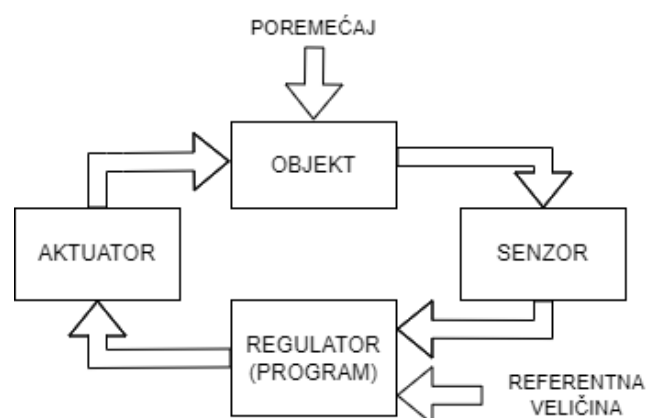 POREMEĆAJ
OBJEKT
AKTUATOR
SENZOR
REGULATOR
(PROGRAM)
REFERENTNA
VELIČINA